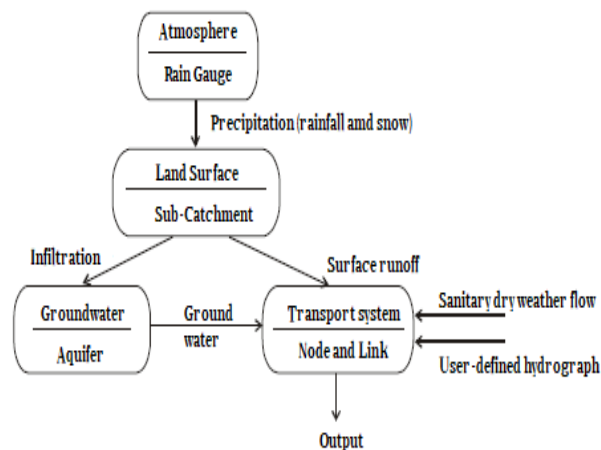 Atmosphere
Rain Gauge
Precipitation (rainfall amd snow)
Land Surface
Sub-Catchment
Infiltration
Surface runoff
Groundwater
Aquifer
Ground
water
Transport system
Node and Link
Sanitary dry weather flow
User-defined hydrograph
Output